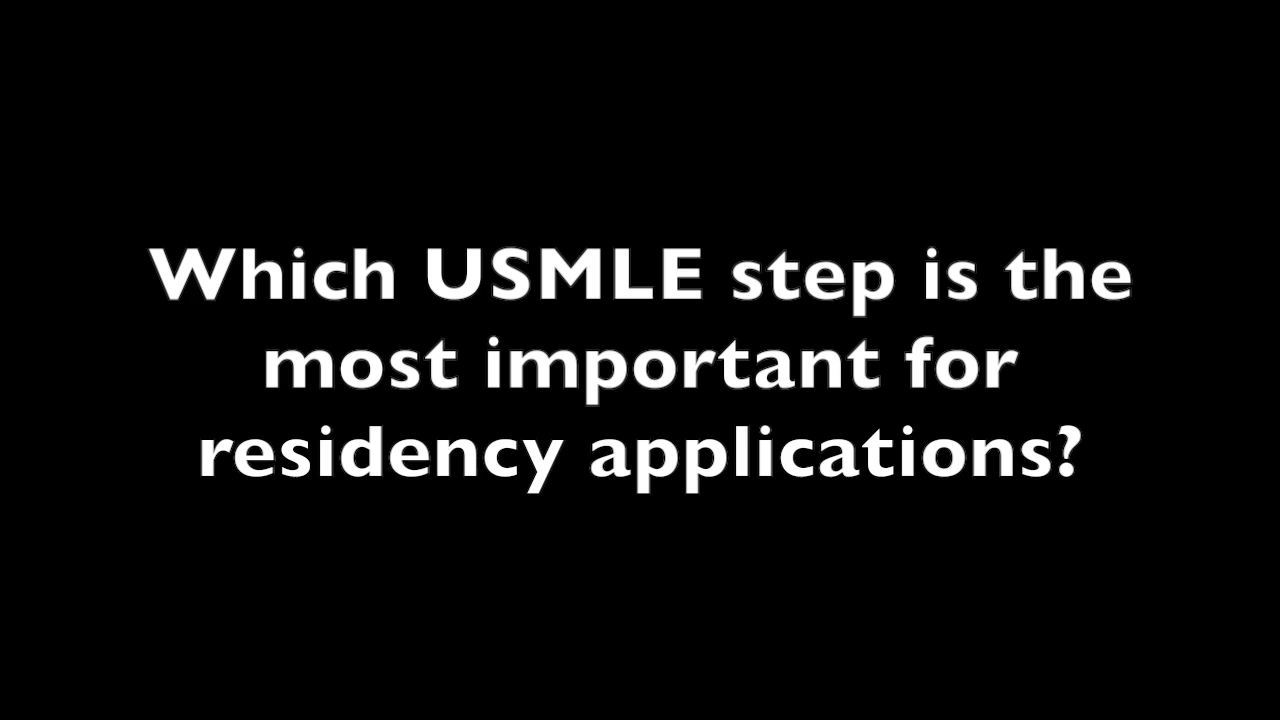 Which USMLE step is the
most important for
residency applications?